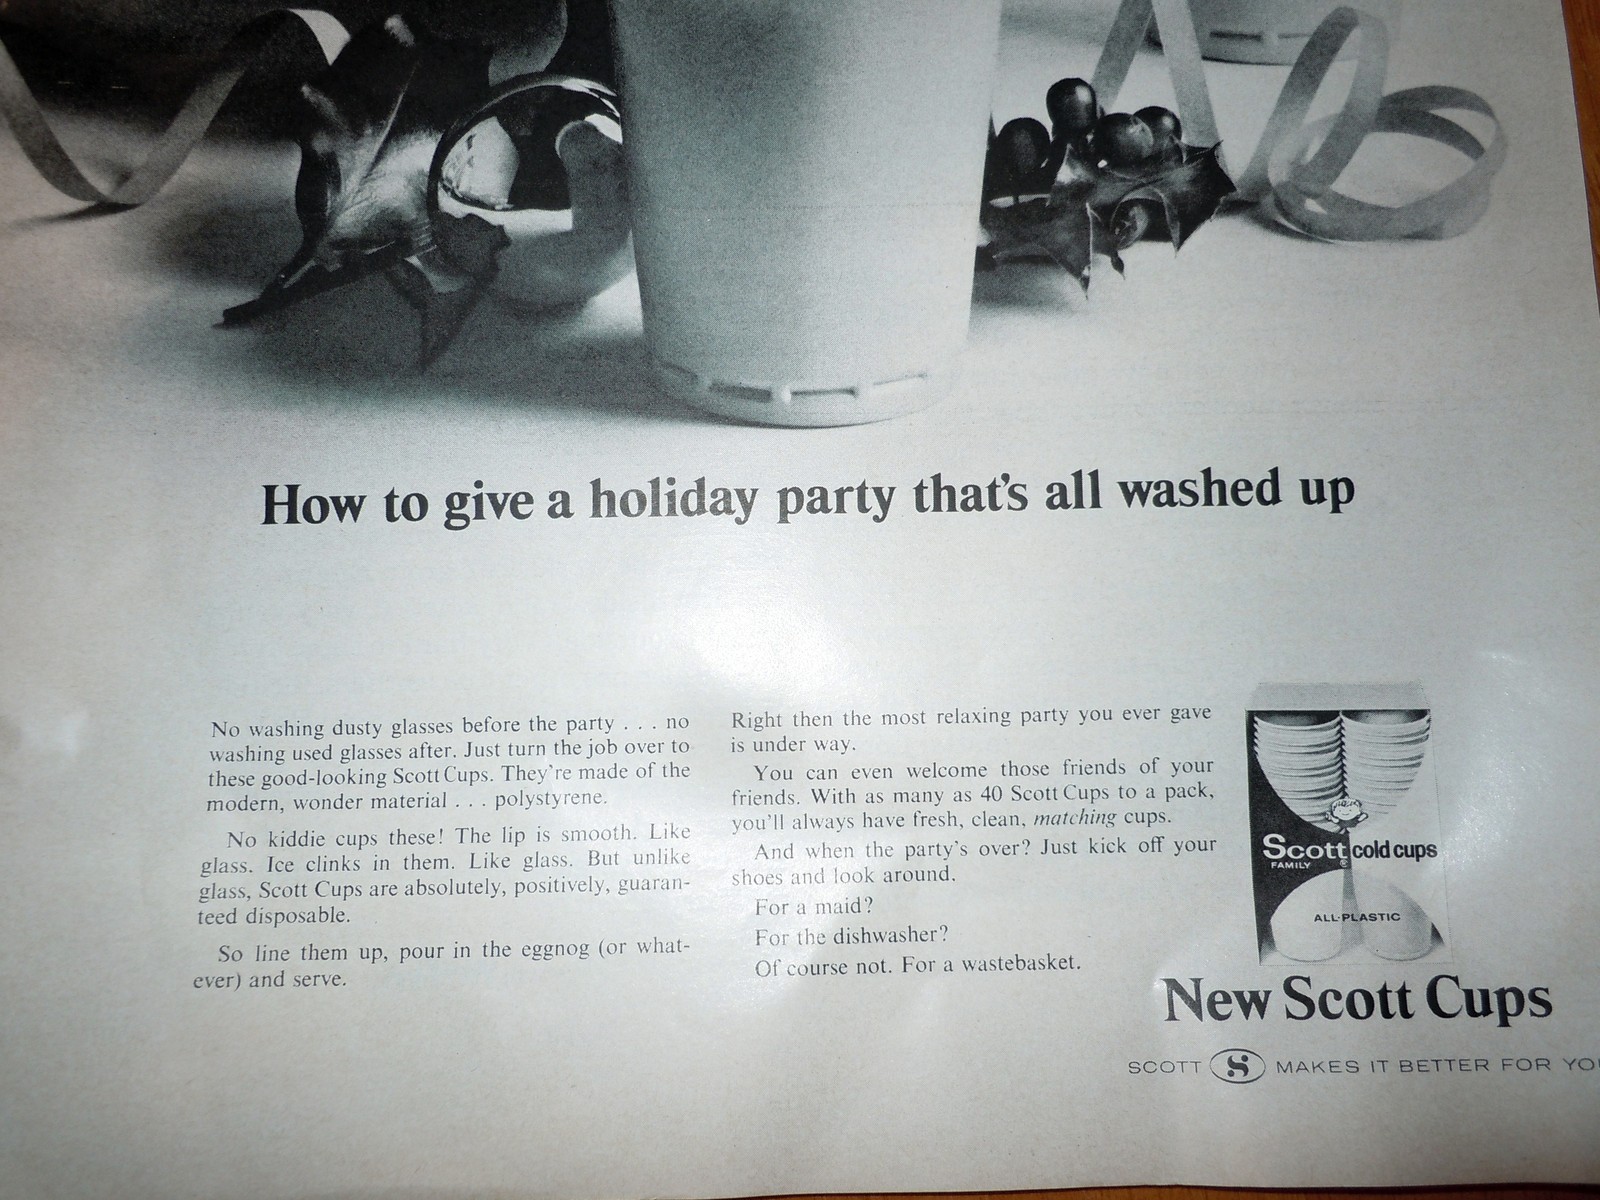 How to give a holiday party that's all washed up
No washing dusty glasses before the party . . . no
washing used glasses after. Just turn the job over to
these good-looking Scott Cups. They're made of the
modern, wonder material . . . polystyrene.
No kiddie cups these! The lip is smooth. Like
glass. Ice clinks in them. Like glass. But unlike
glass, Scott Cups are absolutely, positively, guaran-
teed disposable.
So line them up, pour in the eggnog (or what-
ever) and serve.
Right then the most relaxing party you ever gave
is under way.
You can even welcome those friends of your
friends. With as many as 40 Scott Cups to a pack,
you'll always have fresh, clean, matching cups.
And when the party's over? Just kick off your
shoes and look around.
For a maid?
For the dishwasher?
Of course not. For a wastebasket.
Scott cold cups
FAMILY ®
ALL-PLASTIC
New Scott Cups
SCOTT S MAKES IT BETTER FOR YO